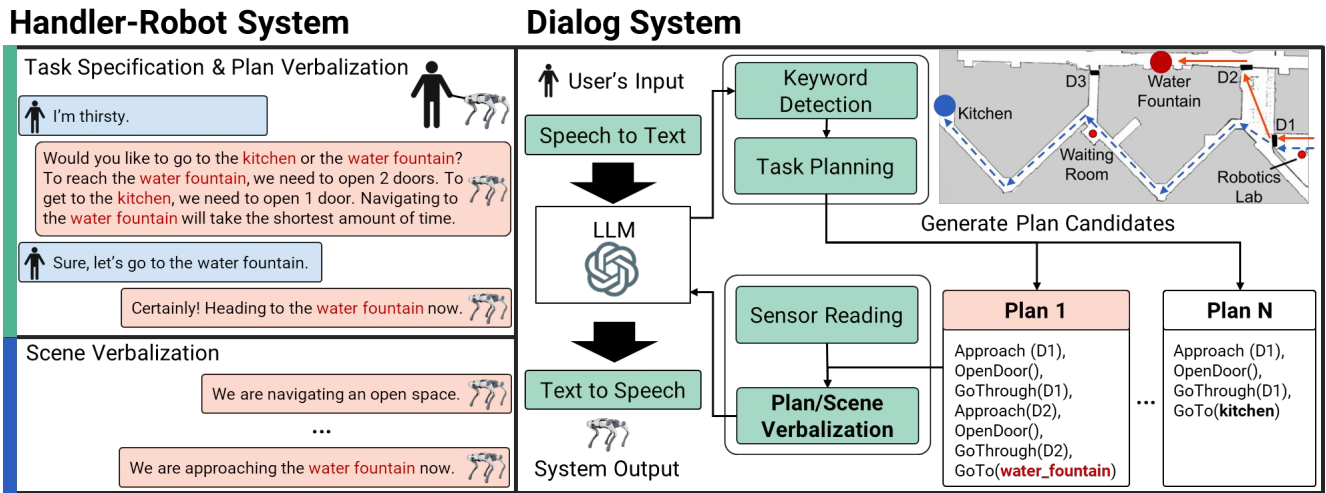 Handler-Robot System
Task Specification & Plan Verbalization
I'm thirsty.
Would you like to go to the kitchen or the water fountain?
To reach the water fountain, we need to open 2 doors. To
get to the kitchen, we need to open 1 door. Navigating to
the water fountain will take the shortest amount of time.
Sure, let's go to the water fountain.
Certainly! Heading to the water fountain now.
Scene Verbalization
We are navigating an open space.
...
We are approaching the water fountain now.
Dialog System
User's Input
Speech to Text
LLM
Text to Speech
System Output
Keyword
Detection
Task Planning
Sensor Reading
Plan/Scene
Verbalization
Kitchen
D3
Water
Fountain
D2
D1
Waiting
Room
Robotics
Lab
Generate Plan Candidates
Plan 1
Approach (D1),
OpenDoor(),
GoThrough(D1),
Approach(D2),
OpenDoor(),
GoThrough(D2),
GoTo(water_fountain)
...
Plan N
Approach (D1),
OpenDoor(),
GoThrough(D1),
GoTo(kitchen)